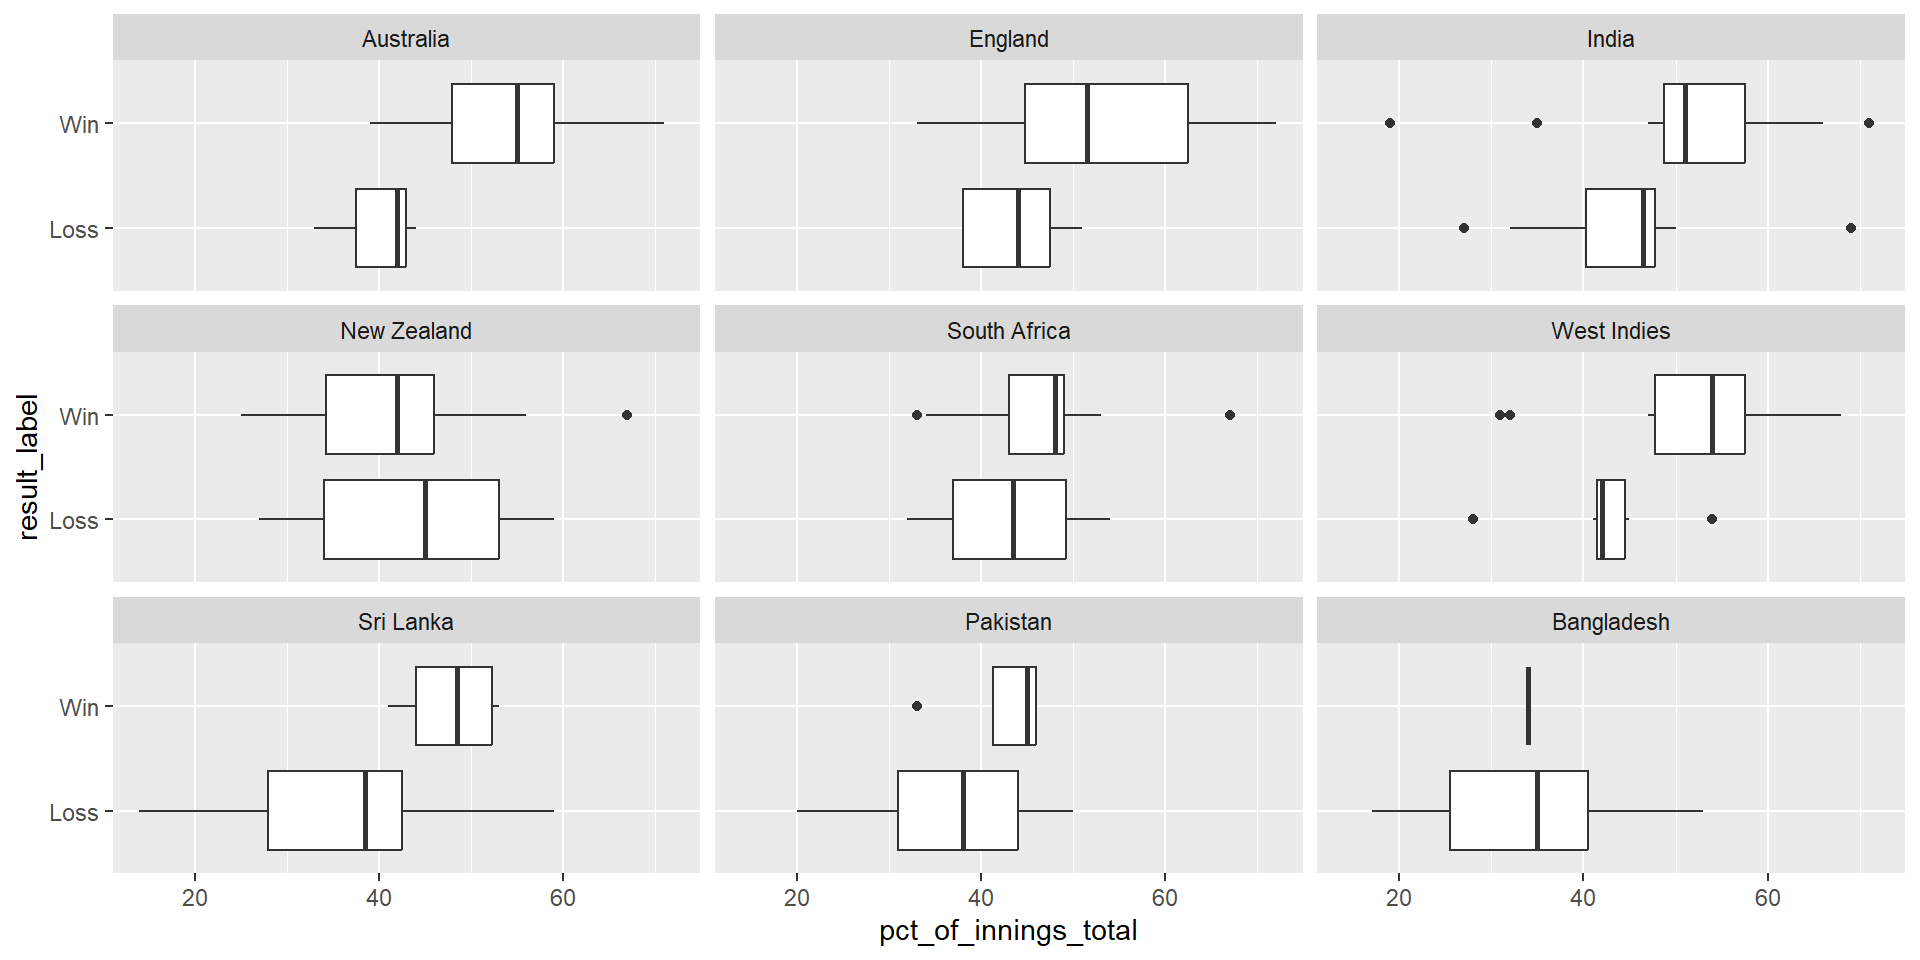 Australia
England
India
Win
Loss
New Zealand
South Africa
West Indies
result_label
Win
Loss
Sri Lanka
Pakistan
Bangladesh
Win
Loss
20 40 60
20 40 60
20 40 60
pct_of_innings_total